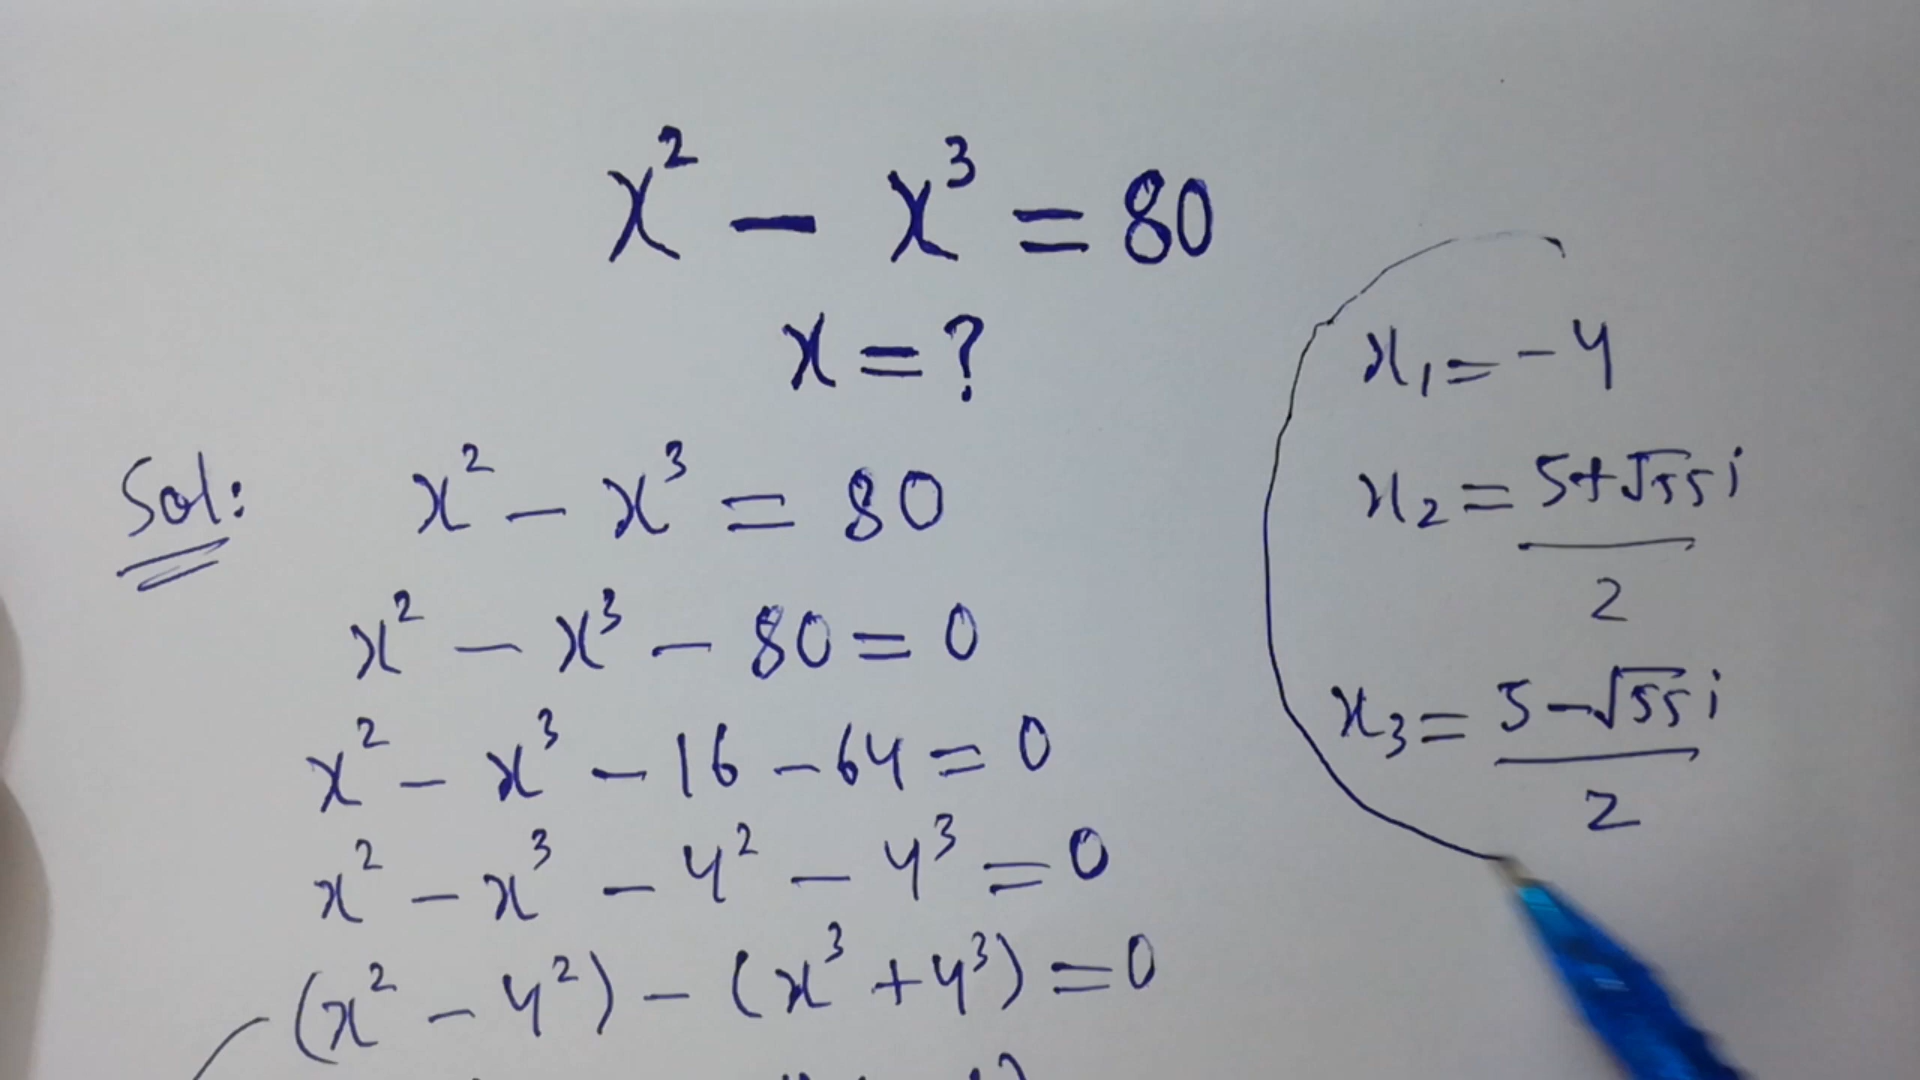 x² - x³ = 80
x = ?
Sol: x² - x³ = 80
x² - x³ - 80 = 0
x² - x³ - 16 - 64 = 0
x² - x³ - 4² - 4³ = 0
(x² - 4²) - (x³ + 4³) = 0
x₁ = -4
x₂ = 5+√55 i
2
x₃ = 5-√55 i
2